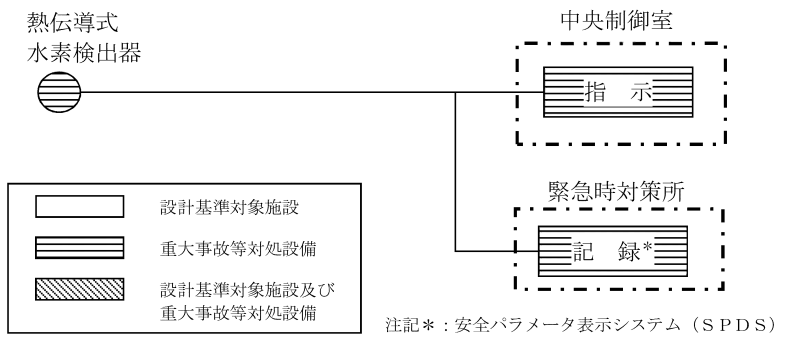 熱伝導式
水素検出器
中央制御室
指　示
緊急時対策所
記　録*
設計基準対象施設
重大事故等対処設備
設計基準対象施設及び
重大事故等対処設備
注記＊：安全パラメータ表示システム（ＳＰＤＳ）